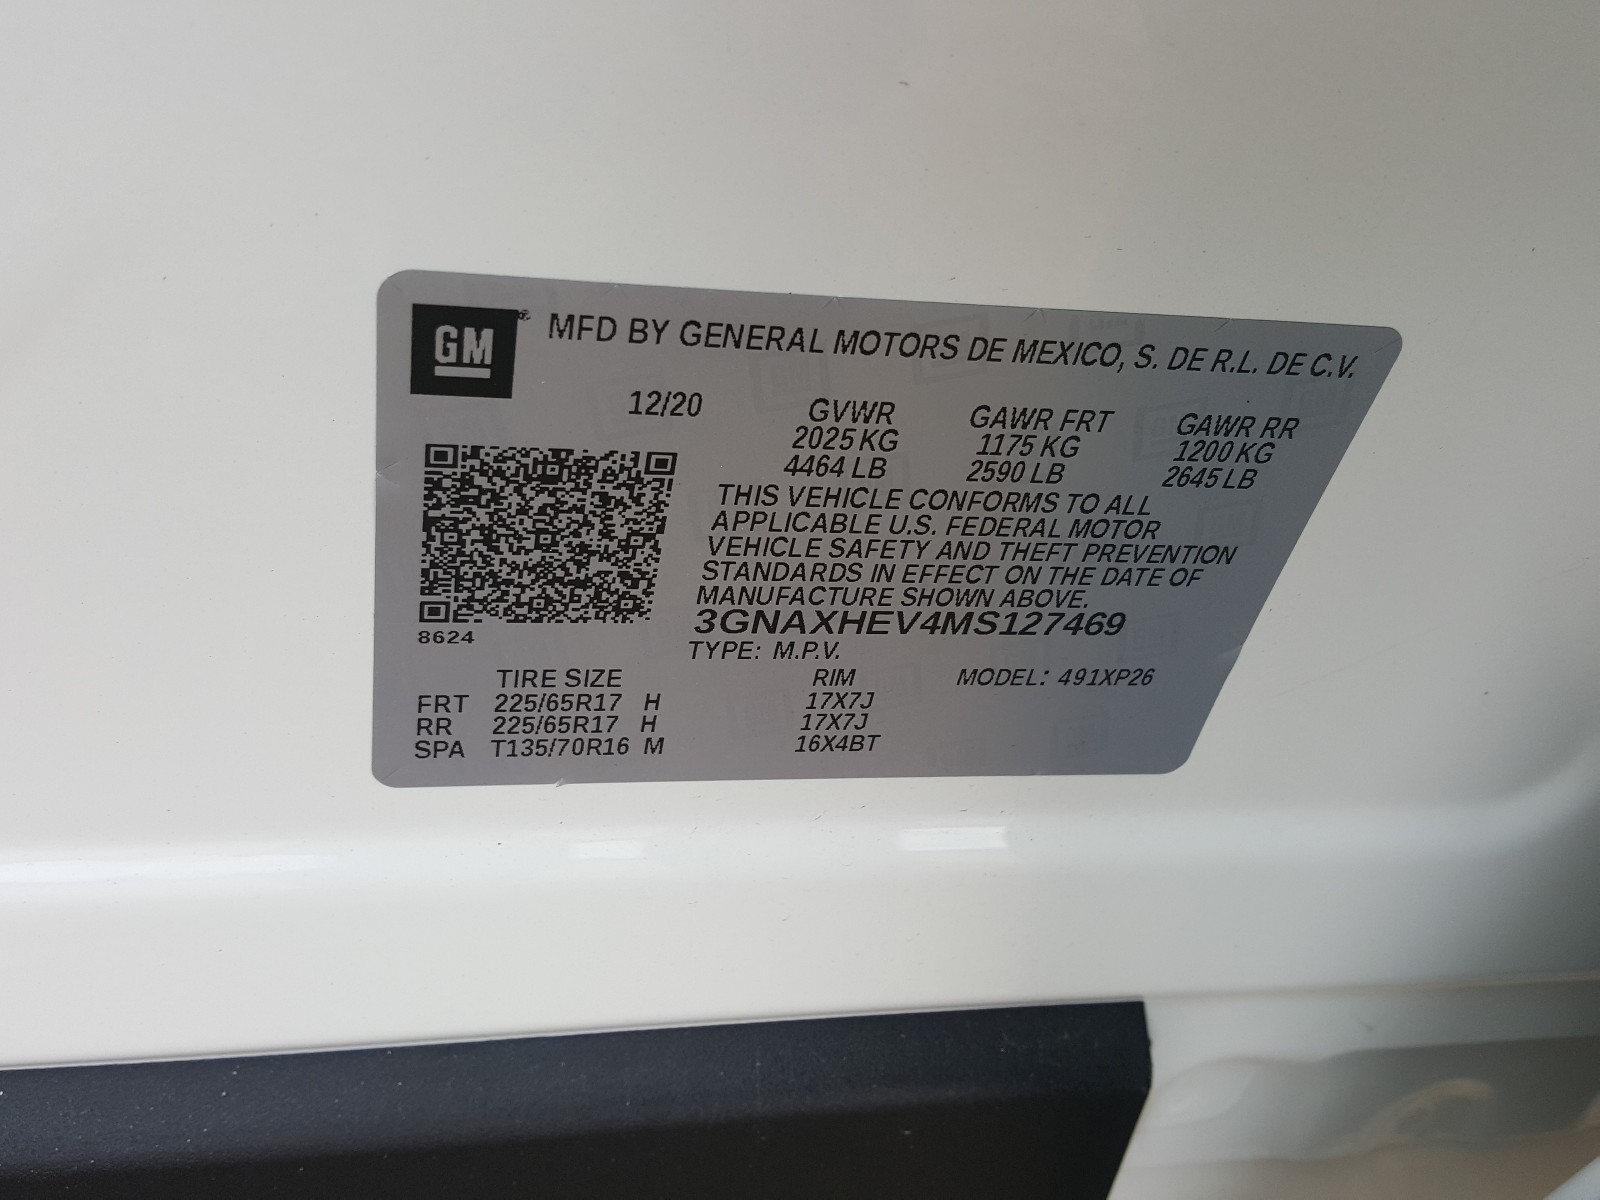 GM
MFD BY GENERAL MOTORS DE MEXICO, S. DE R.L. DE C.V.
12/20 GVWR GAWR FRT GAWR RR
2025 KG 1175 KG 1200 KG
4464 LB 2590 LB 2645 LB
THIS VEHICLE CONFORMS TO ALL
APPLICABLE U.S. FEDERAL MOTOR
VEHICLE SAFETY AND THEFT PREVENTION
STANDARDS IN EFFECT ON THE DATE OF
MANUFACTURE SHOWN ABOVE.
3GNAXHEV4MS127469
8624
TYPE: M.P.V.
TIRE SIZE RIM MODEL: 491XP26
FRT 225/65R17 H 17X7J
RR 225/65R17 H 17X7J
SPA T135/70R16 M 16X4BT